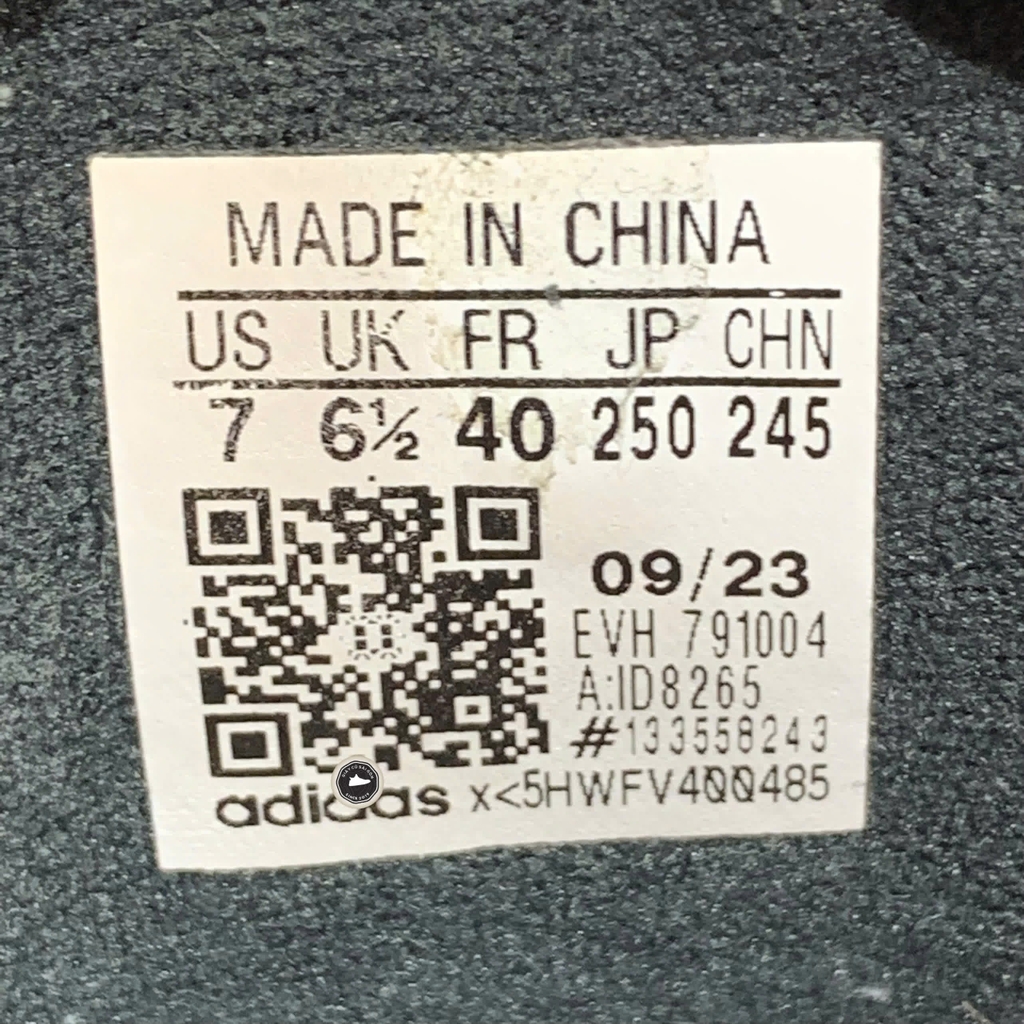 MADE IN CHINA
US UK FR JP CHN
7 6½ 40 250 245
09/23
EVH 791004
A:ID8265
#133558243
adidas x<5HWFV400485